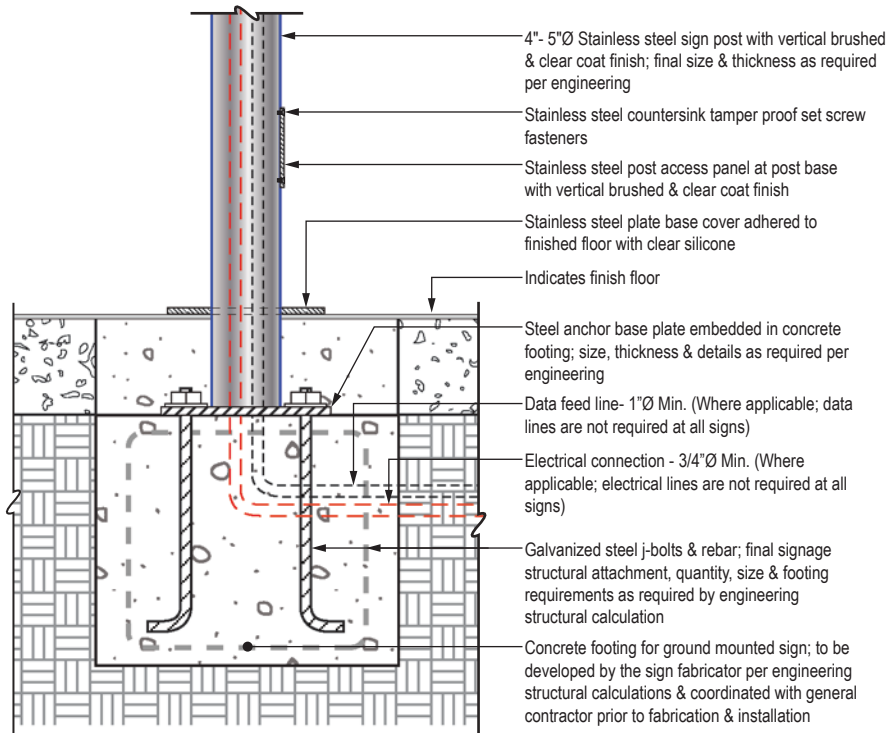 4"- 5"Ø Stainless steel sign post with vertical brushed
& clear coat finish; final size & thickness as required
per engineering
Stainless steel countersink tamper proof set screw
fasteners
Stainless steel post access panel at post base
with vertical brushed & clear coat finish
Stainless steel plate base cover adhered to
finished floor with clear silicone
Indicates finish floor
Steel anchor base plate embedded in concrete
footing; size, thickness & details as required per
engineering
Data feed line- 1”Ø Min. (Where applicable; data
lines are not required at all signs)
Electrical connection - 3/4”Ø Min. (Where
applicable; electrical lines are not required at all
signs)
Galvanized steel j-bolts & rebar; final signage
structural attachment, quantity, size & footing
requirements as required by engineering
structural calculation
Concrete footing for ground mounted sign; to be
developed by the sign fabricator per engineering
structural calculations & coordinated with general
contractor prior to fabrication & installation